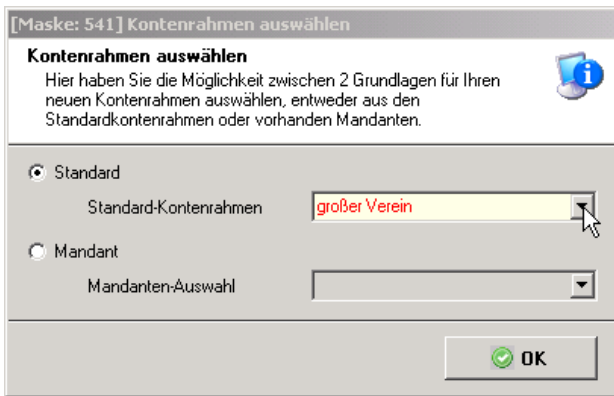 [Maske: 541] Kontenrahmen auswählen
Kontenrahmen auswählen
Hier haben Sie die Möglichkeit zwischen 2 Grundlagen für Ihren
neuen Kontenrahmen auswählen, entweder aus den
Standardkontenrahmen oder vorhanden Mandanten.
Standard
Standard-Kontenrahmen
großer Verein
Mandant
Mandanten-Auswahl
OK